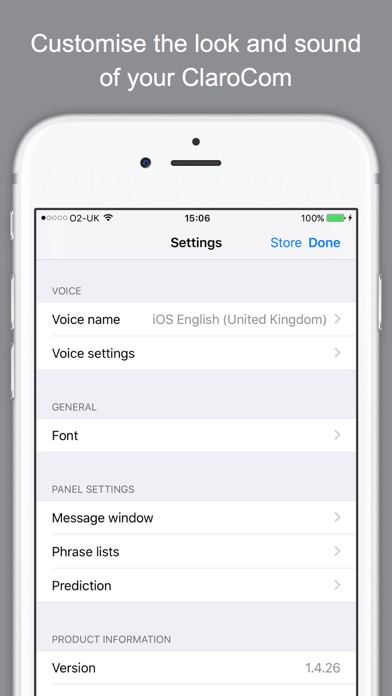 Customise the look and sound
of your ClaroCom
O2-UK 15:06 100%
Settings Store Done
VOICE
Voice name iOS English (United Kingdom)
Voice settings
GENERAL
Font
PANEL SETTINGS
Message window
Phrase lists
Prediction
PRODUCT INFORMATION
Version 1.4.26